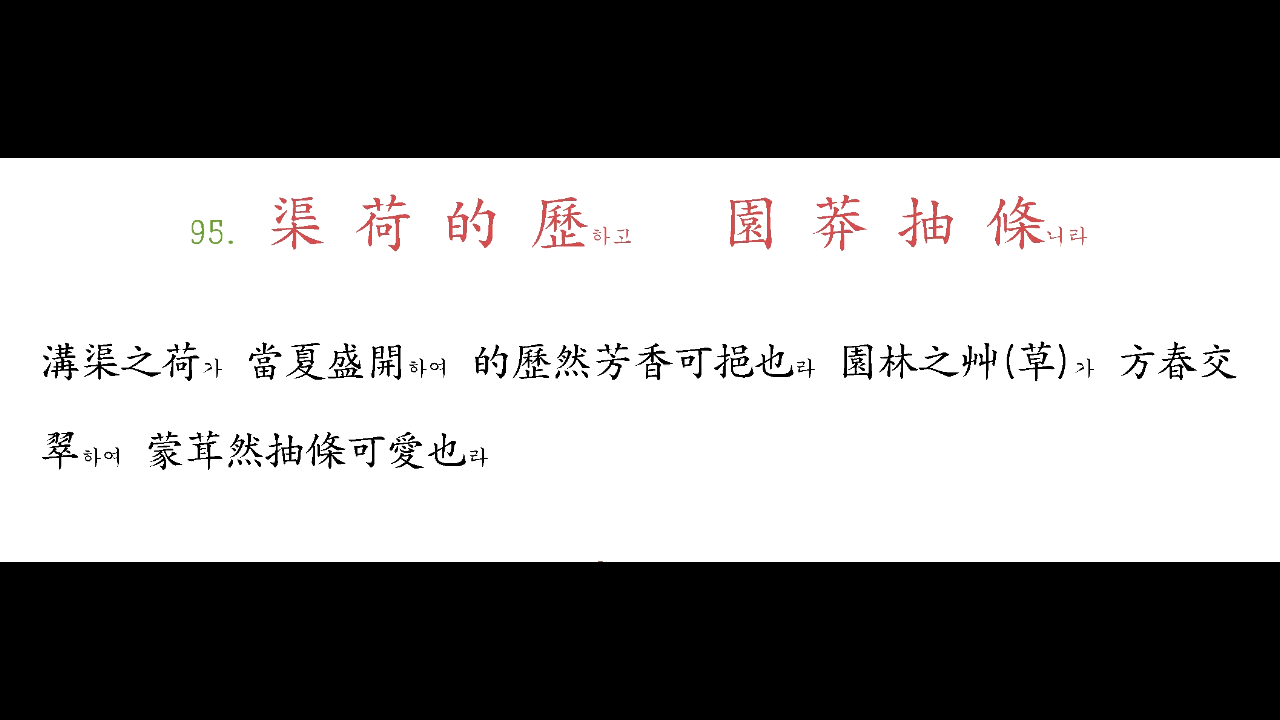 95. 渠荷的歷하고 園莽抽條니라
溝渠之荷가 當夏盛開하여 的歷然芳香可挹也라 園林之艸(草)가 方春交
翠하여 蒙茸然抽條可愛也라